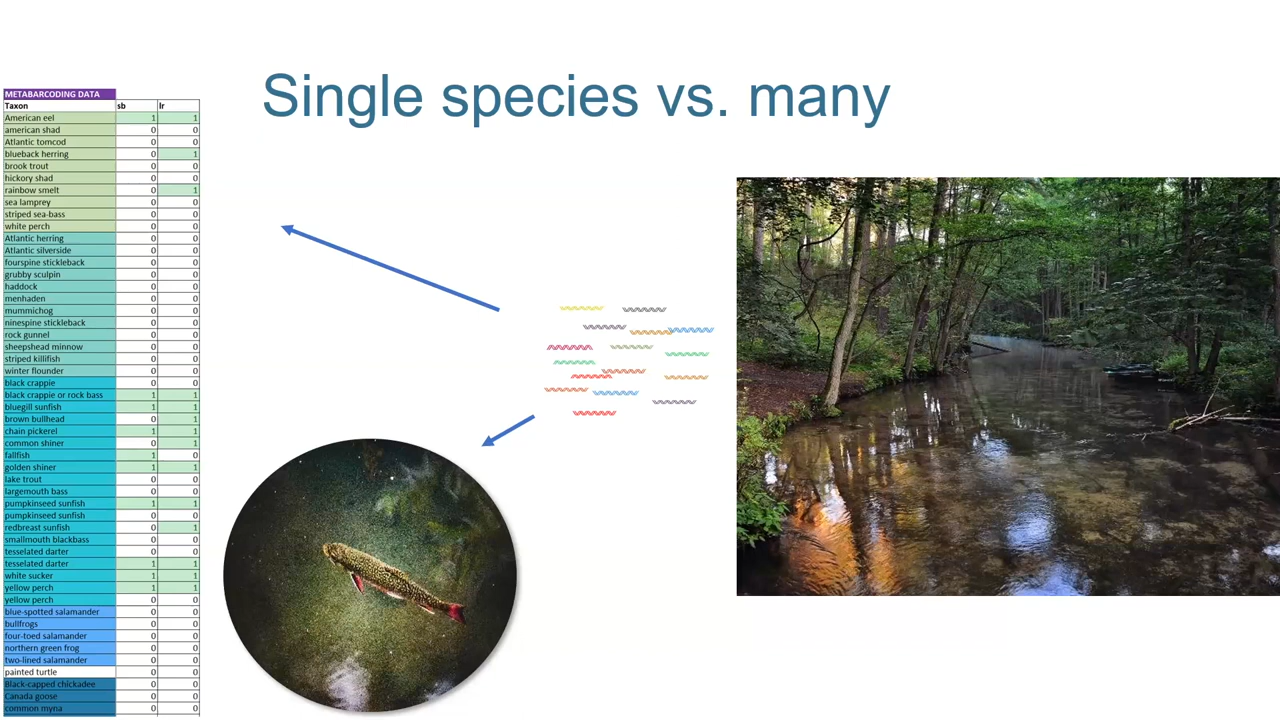 Single species vs. many
METABARCODING DATA
Taxon sb lr
American eel 1 1
american shad 0 0
Atlantic tomcod 0 0
blueback herring 0 1
brook trout 0 0
hickory shad 0 0
rainbow smelt 0 1
sea lamprey 0 0
striped sea-bass 0 0
white perch 0 0
Atlantic herring 0 0
Atlantic silverside 0 0
fourspine stickleback 0 0
grubby sculpin 0 0
haddock 0 0
menhaden 0 0
mummichog 0 0
ninespine stickleback 0 0
rock gunnel 0 0
sheepshead minnow 0 0
striped killifish 0 0
winter flounder 0 0
black crappie 0 0
black crappie or rock bass 1 1
bluegill sunfish 1 1
brown bullhead 0 1
chain pickerel 1 1
common shiner 0 1
fallfish 1 0
golden shiner 1 1
lake trout 0 0
largemouth bass 0 0
pumpkinseed sunfish 1 1
pumpkinseed sunfish 0 0
redbreast sunfish 0 1
smallmouth blackbass 0 0
tesselated darter 0 0
tesselated darter 1 1
white sucker 1 1
yellow perch 1 1
yellow perch 0 0
blue-spotted salamander 0 0
bullfrogs 0 0
four-toed salamander 0 0
northern green frog 0 0
two-lined salamander 0 0
painted turtle 0 0
Black-capped chickadee 0 0
Canada goose 0 0
common myna 0 0